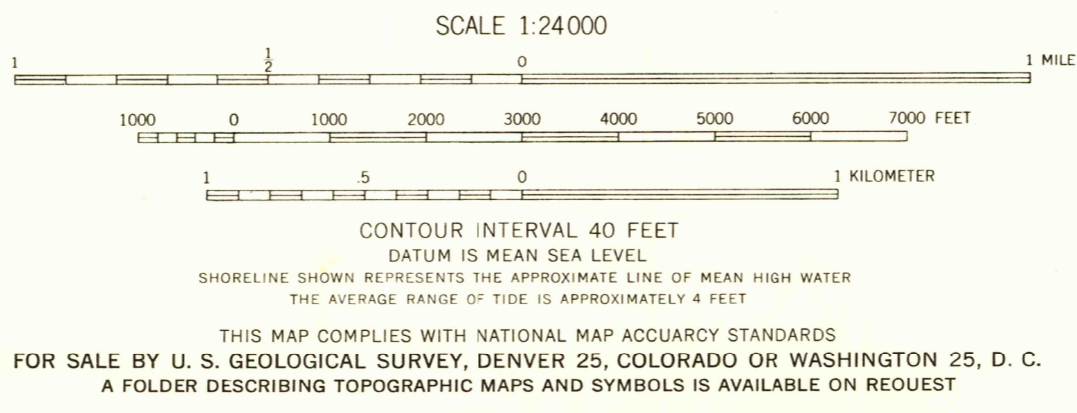 SCALE 1:24000
1 ½ 0 1 MILE
1000 0 1000 2000 3000 4000 5000 6000 7000 FEET
1 .5 0 1 KILOMETER
CONTOUR INTERVAL 40 FEET
DATUM IS MEAN SEA LEVEL
SHORELINE SHOWN REPRESENTS THE APPROXIMATE LINE OF MEAN HIGH WATER
THE AVERAGE RANGE OF TIDE IS APPROXIMATELY 4 FEET
THIS MAP COMPLIES WITH NATIONAL MAP ACCUARCY STANDARDS
FOR SALE BY U. S. GEOLOGICAL SURVEY, DENVER 25, COLORADO OR WASHINGTON 25, D. C.
A FOLDER DESCRIBING TOPOGRAPHIC MAPS AND SYMBOLS IS AVAILABLE ON REOUEST